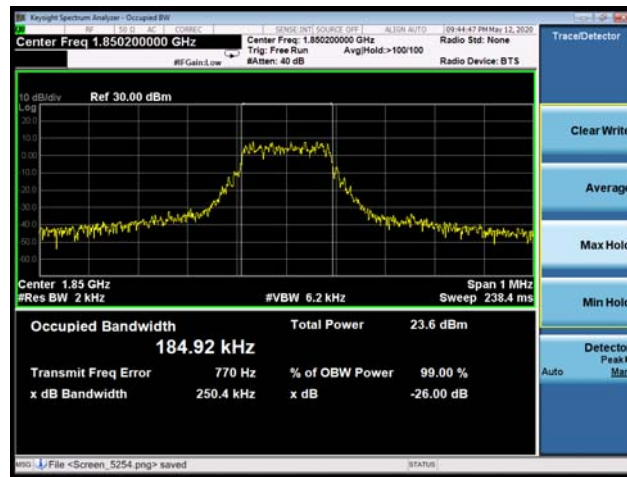 Keysight Spectrum Analyzer - Occupied BW
RF 50 Ω AC CORREC SENSE:INT SOURCE OFF ALIGN AUTO 09:44:47 PM May 12, 2020
Center Freq 1.850200000 GHz
Center Freq: 1.850200000 GHz
Radio Std: None
Trig: Free Run Avg|Hold:>100/100
#IFGain:Low #Atten: 40 dB Radio Device: BTS
10 dB/div Ref 30.00 dBm
Log
20.0
10.0
0.00
10.0
20.0
30.0
40.0
50.0
60.0
Center 1.85 GHz Span 1 MHz
#Res BW 2 kHz #VBW 6.2 kHz Sweep 238.4 ms
Occupied Bandwidth Total Power 23.6 dBm
184.92 kHz
Transmit Freq Error 770 Hz % of OBW Power 99.00 %
x dB Bandwidth 250.4 kHz x dB -26.00 dB
MSG File <Screen_5254.png> saved STATUS
Trace/Detector
Clear Write
Average
Max Hold
Min Hold
Detector
Peak
Auto Man